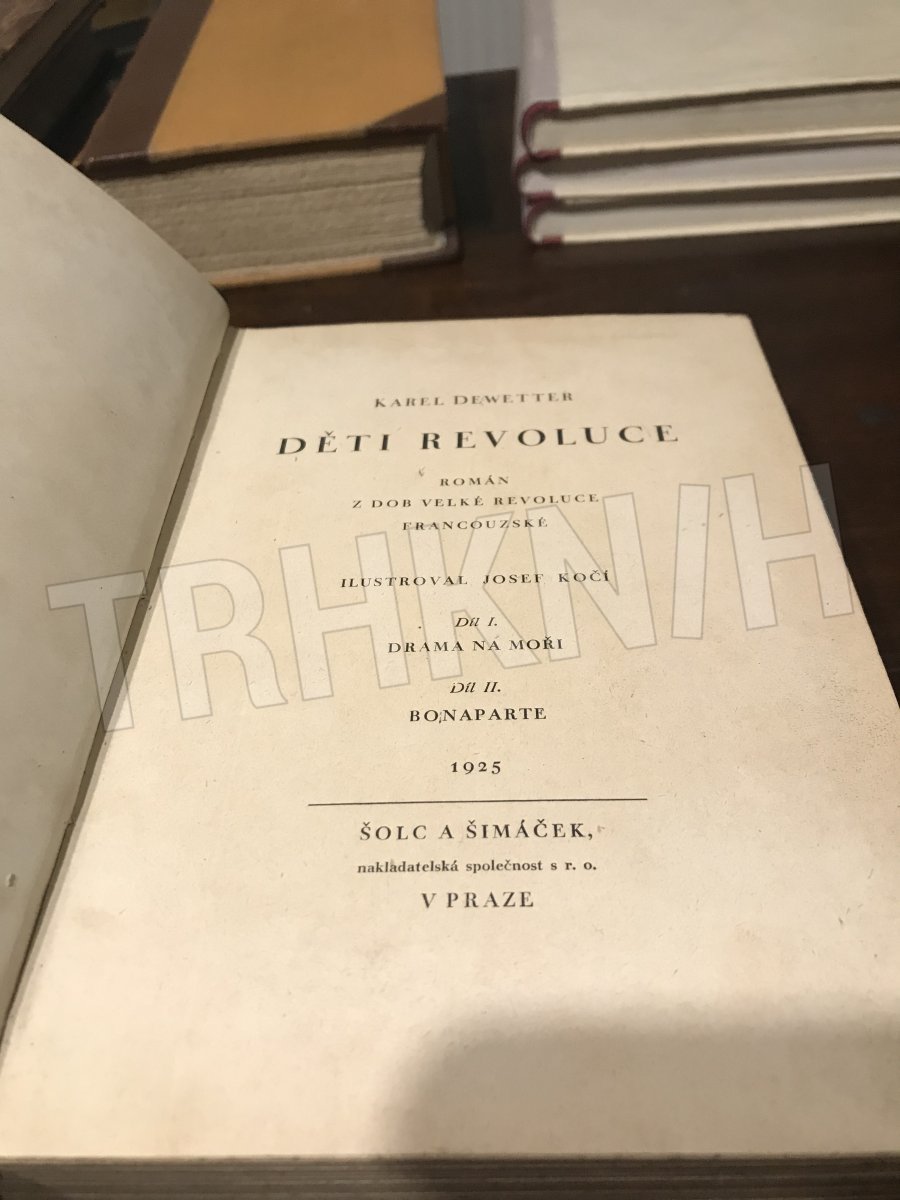 KAREL DEWETTER
DĚTI REVOLUCE
ROMÁN
Z DOB VELKÉ REVOLUCE
FRANCOUZSKÉ
ILUSTROVAL JOSEF KOČÍ
Díl I.
DRAMA NA MOŘI
Díl II.
BONAPARTE
1925
ŠOLC A ŠIMÁČEK,
nakladatelská společnost s r. o.
V PRAZE
TRHKN/H